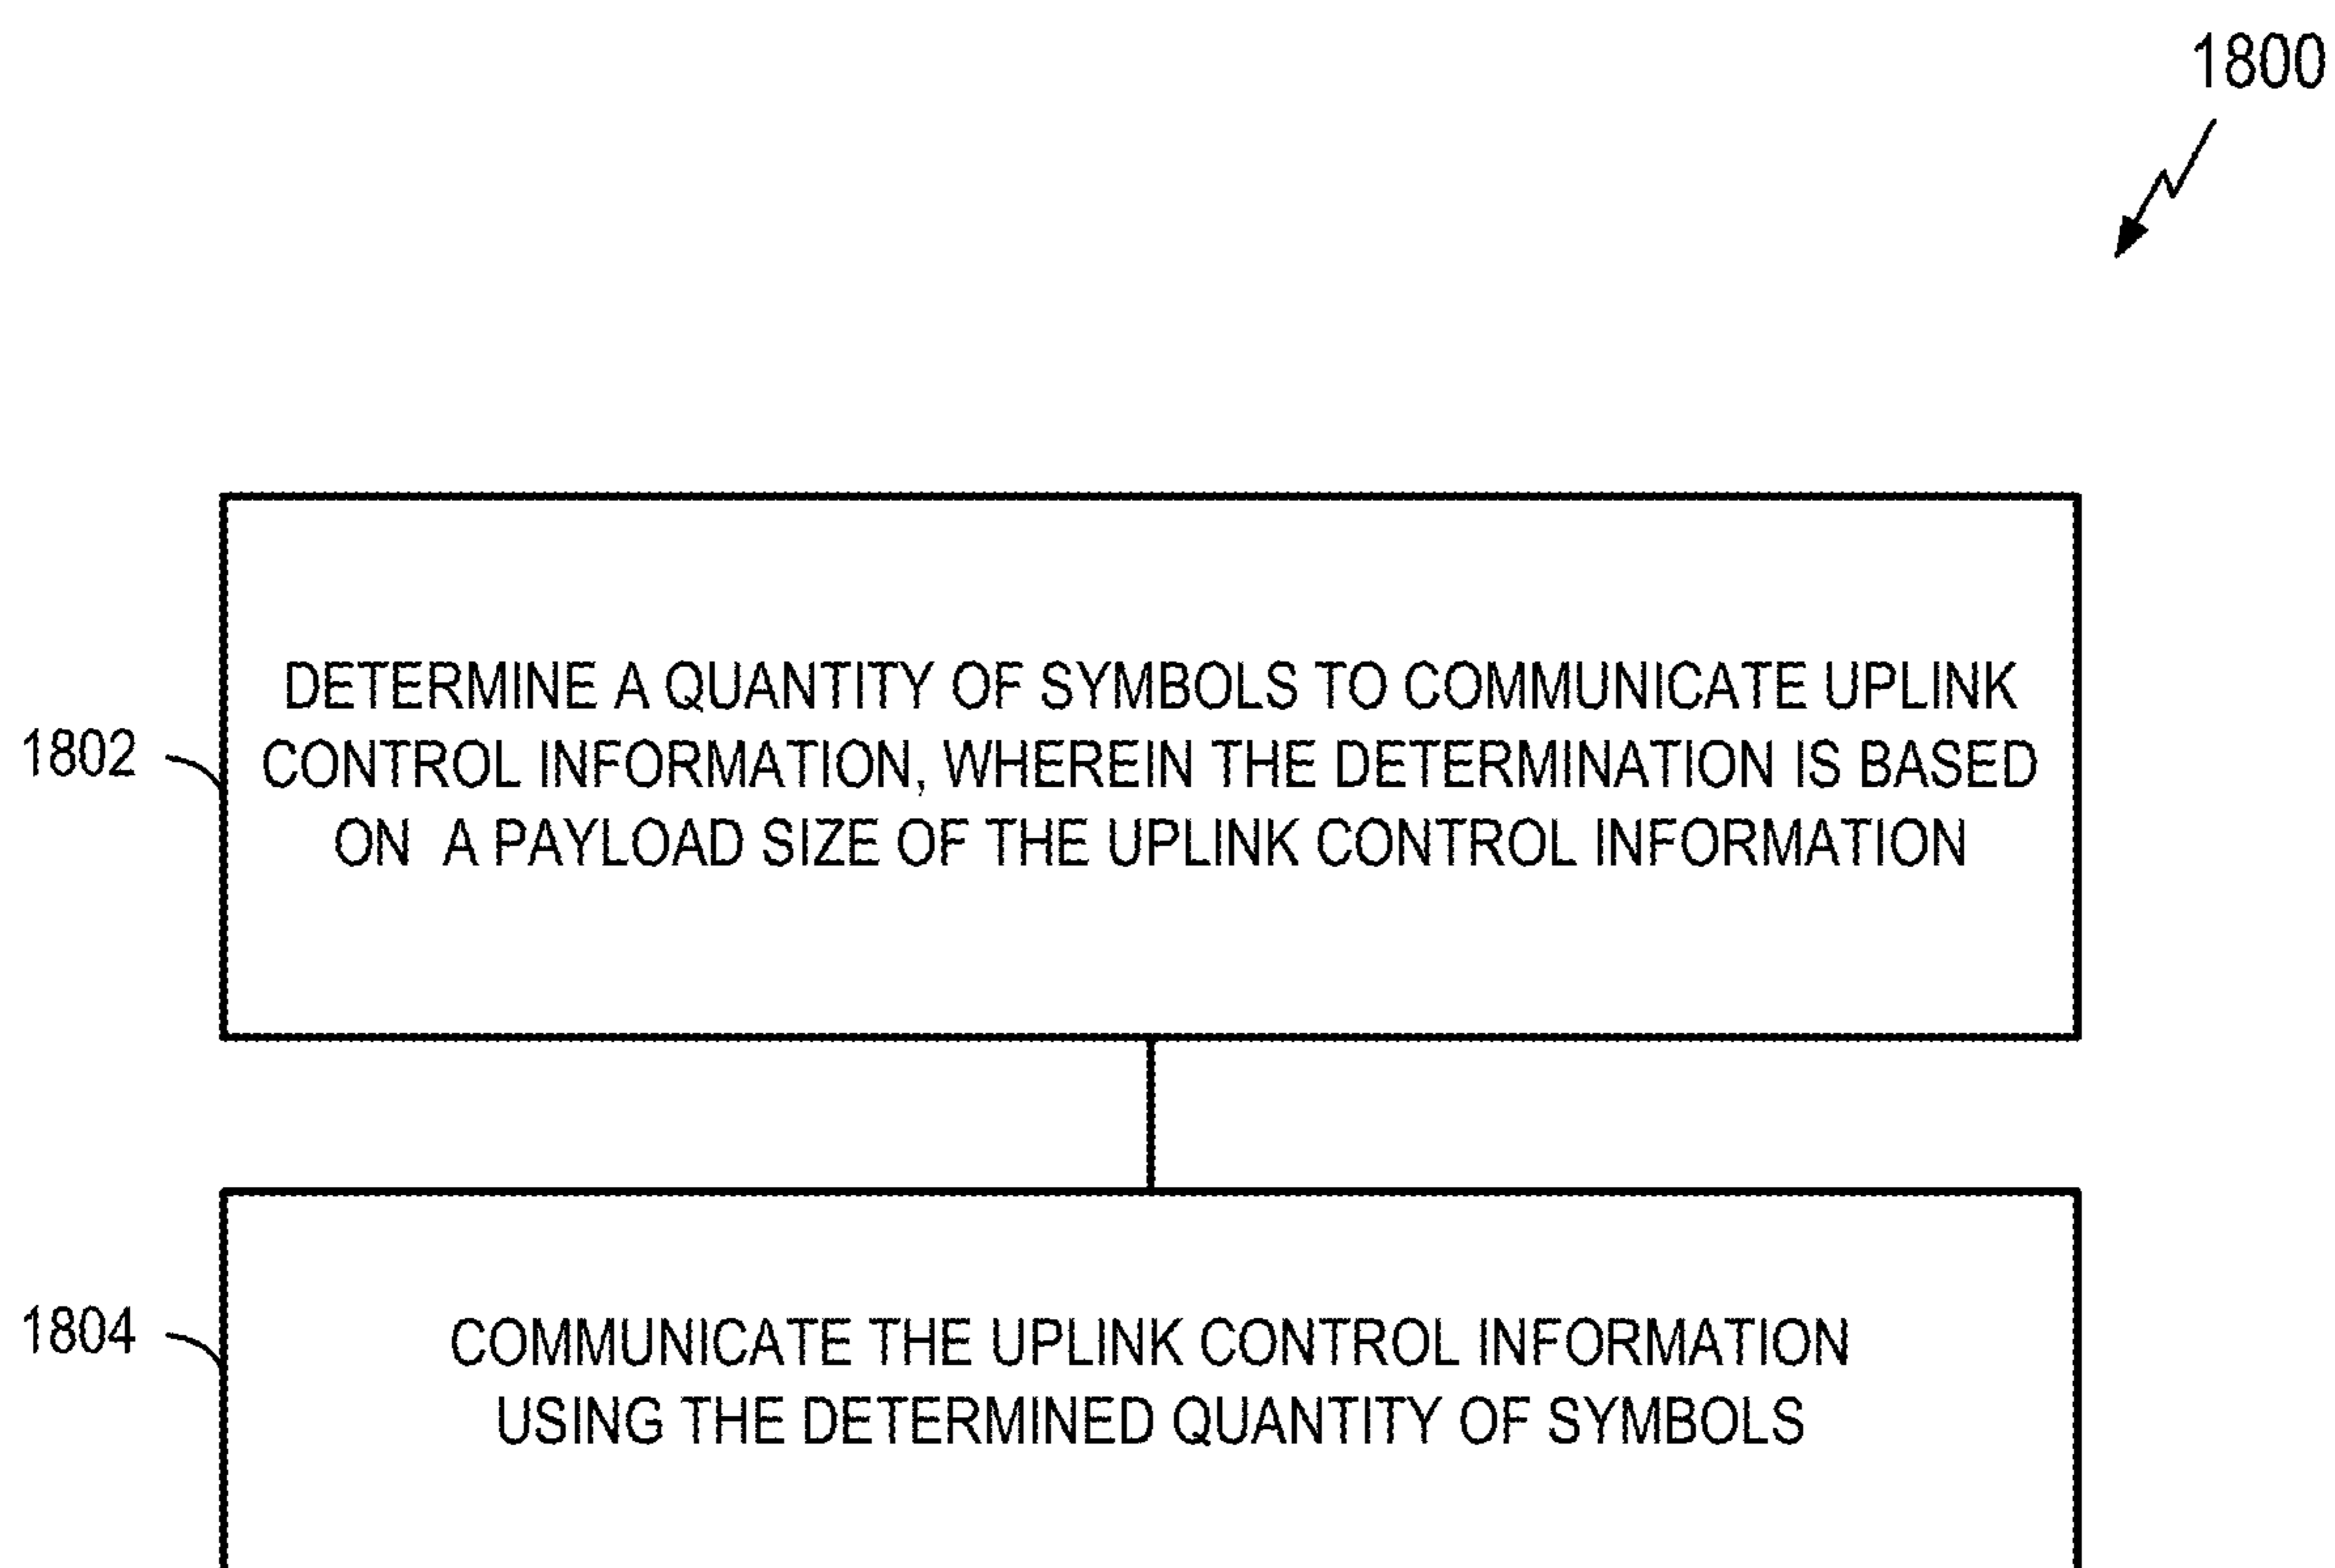 1800
DETERMINE A QUANTITY OF SYMBOLS TO COMMUNICATE UPLINK
1802
CONTROL INFORMATION, WHEREIN THE DETERMINATION IS BASED
ON A PAYLOAD SIZE OF THE UPLINK CONTROL INFORMATION
1804
COMMUNICATE THE UPLINK CONTROL INFORMATION
USING THE DETERMINED QUANTITY OF SYMBOLS